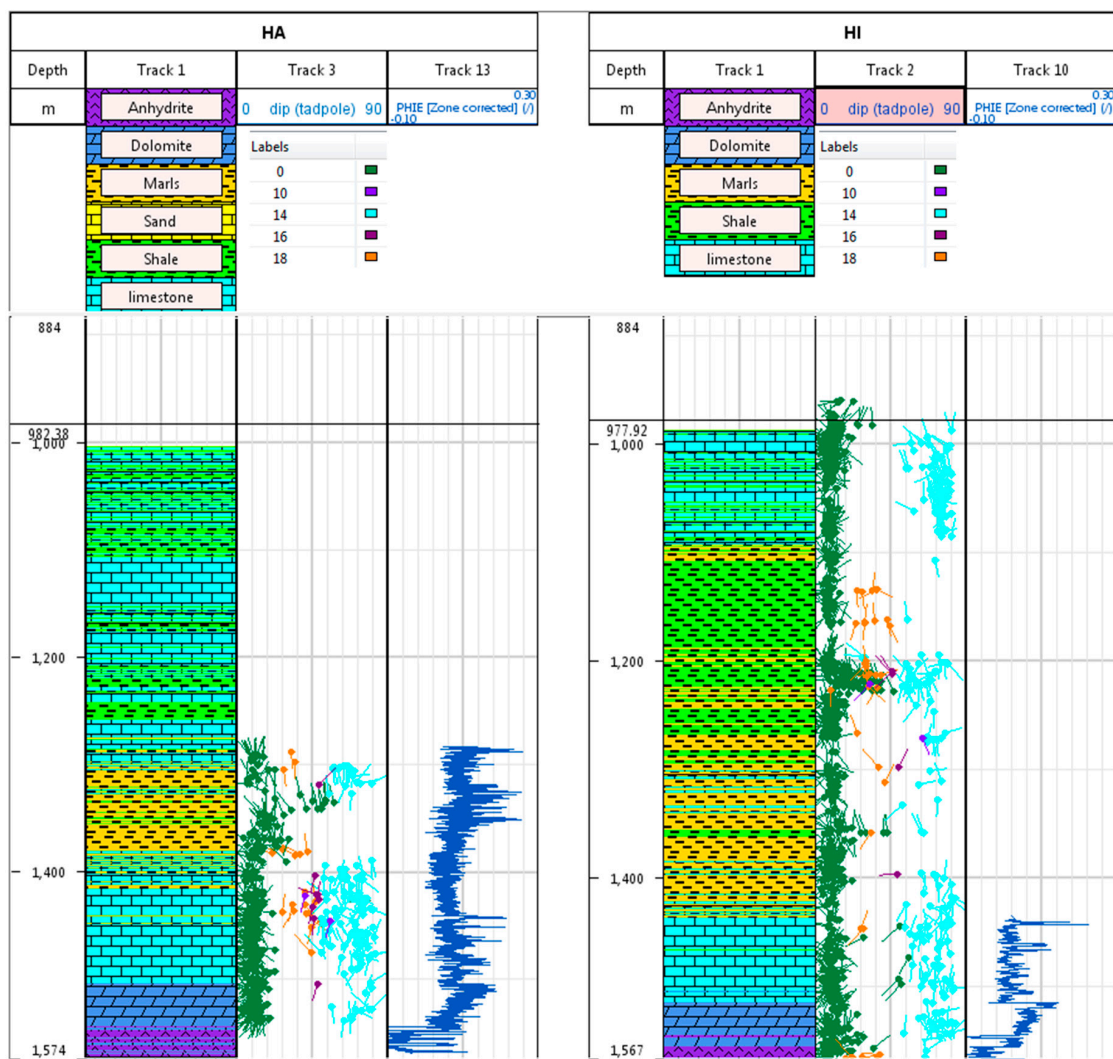 HA
Depth Track 1 Track 3 Track 13
m Anhydrite 0 dip (tadpole) 90 0.30
PHIE [Zone corrected] (/)
-0.10
Dolomite
Marls
Sand
Shale
limestone
Labels
0
10
14
16
18
884
982.38
1,000
1,200
1,400
1,574
HI
Depth Track 1 Track 2 Track 10
m Anhydrite 0 dip (tadpole) 90 0.30
PHIE [Zone corrected] (/)
-0.10
Dolomite
Marls
Shale
limestone
Labels
0
10
14
16
18
884
977.92
1,000
1,200
1,400
1,567